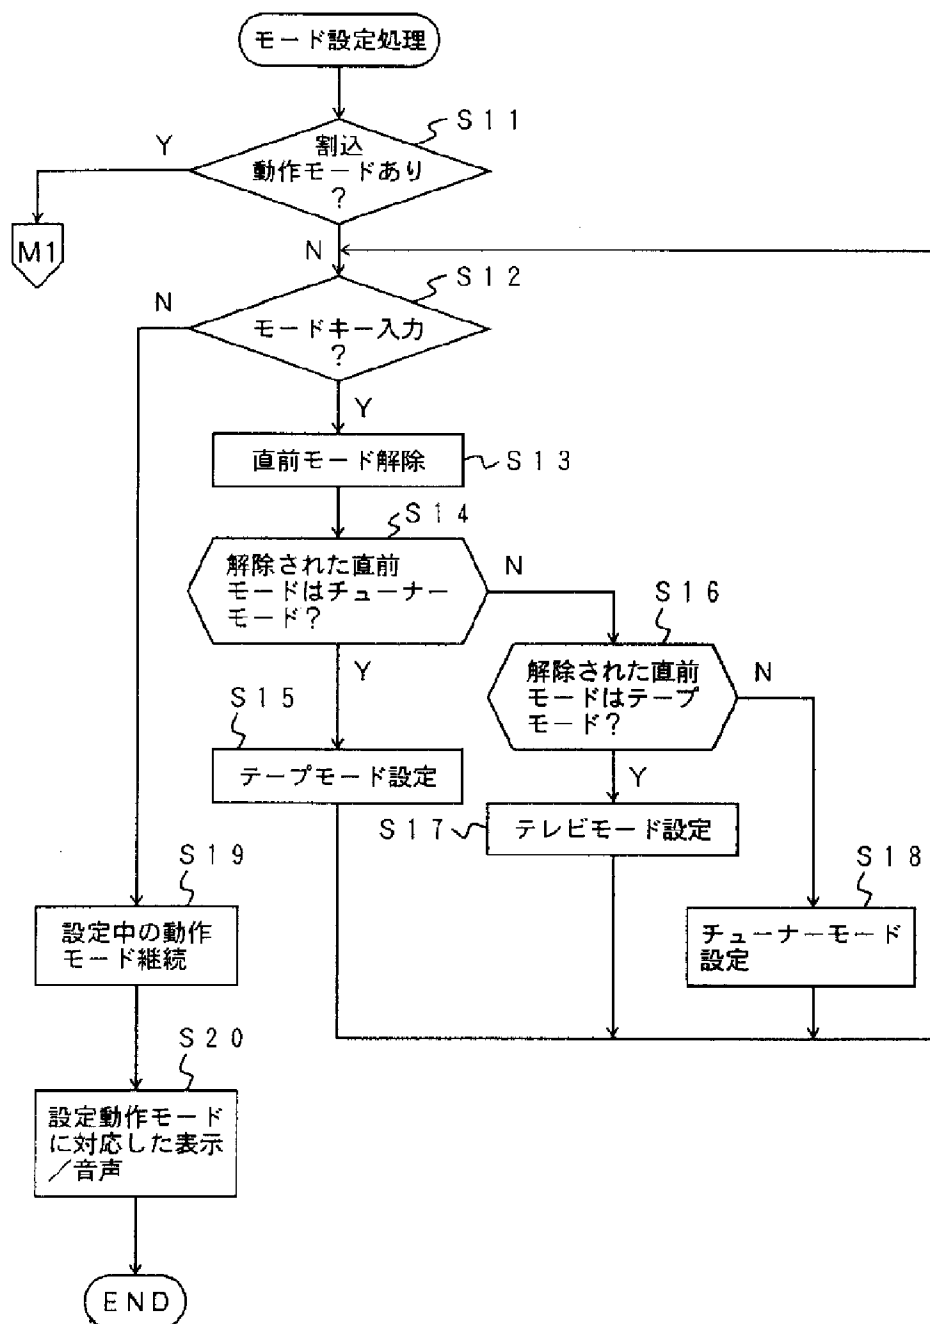 モード設定処理
S11
Y
割込
動作モードあり
?
M1
N
S12
N
モードキー入力
?
Y
直前モード解除
S13
S14
解除された直前
モードはチューナー
モード?
N
S16
Y
解除された直前
モードはテープ
モード?
N
S15
テープモード設定
Y
S17
テレビモード設定
S19
S18
設定中の動作
モード継続
チューナーモード
設定
S20
設定動作モード
に対応した表示
/音声
END